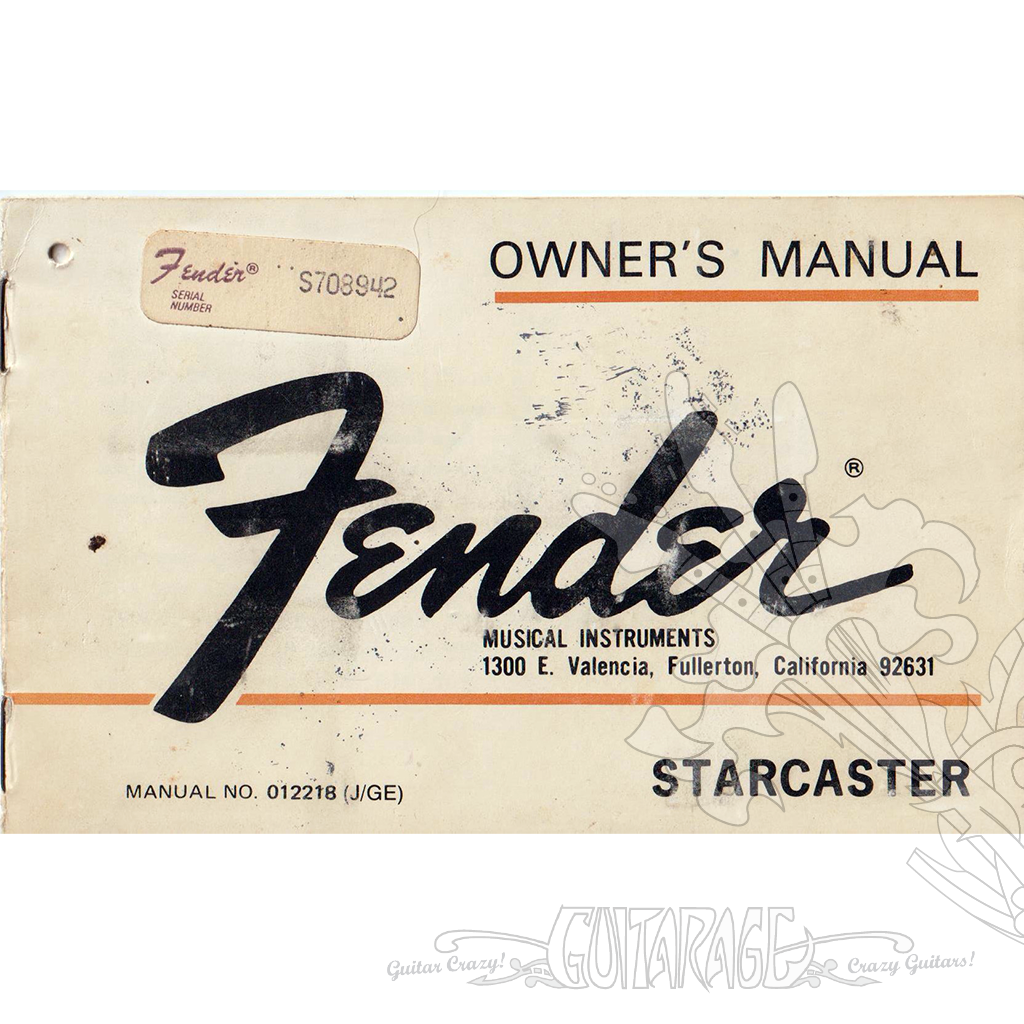 Fender® S708942
SERIAL
NUMBER
OWNER'S MANUAL
Fender®
MUSICAL INSTRUMENTS
1300 E. Valencia, Fullerton, California 92631
STARCASTER
MANUAL NO. 012218 (J/GE)
Guitar Crazy! GUITARAGE Crazy Guitars!